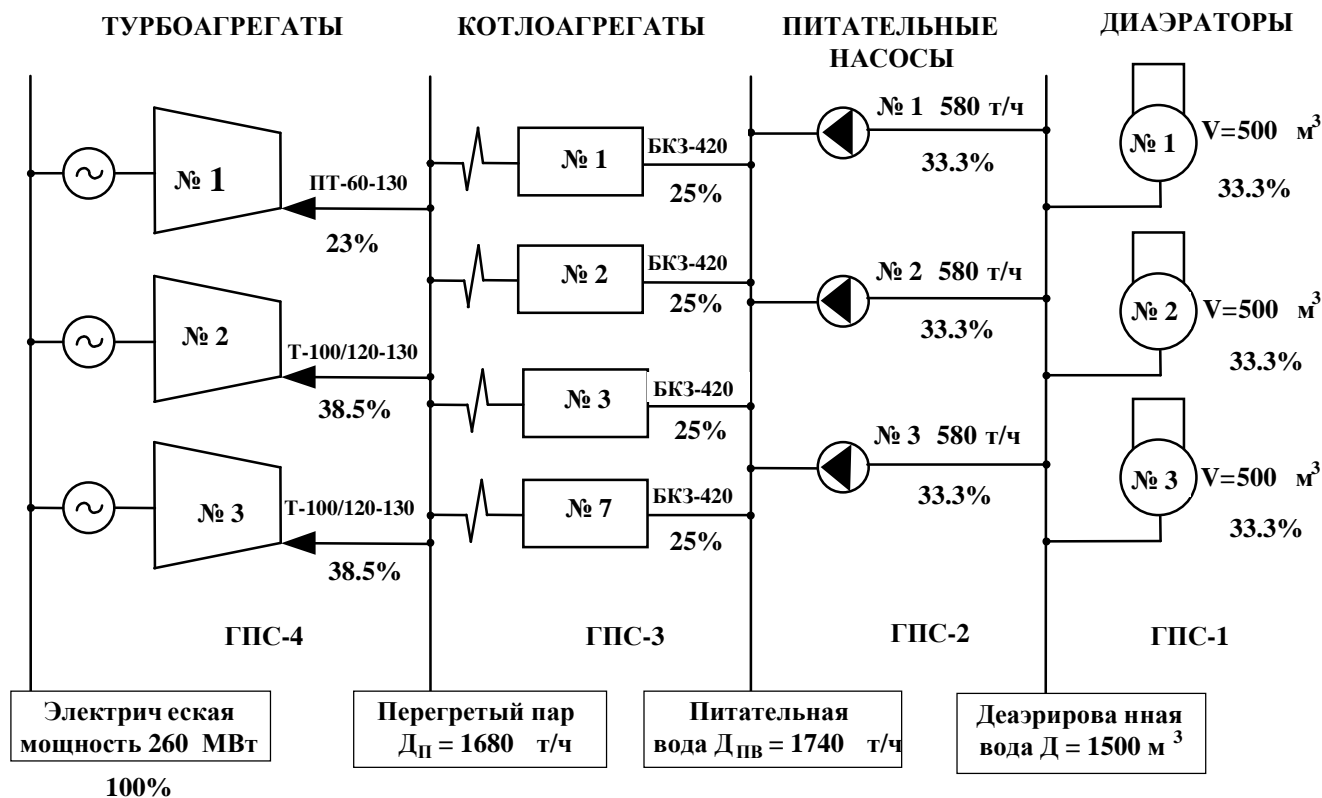 ТУРБОАГРЕГАТЫ
КОТЛОАГРЕГАТЫ
ПИТАТЕЛЬНЫЕ
НАСОСЫ
ДИАЭРАТОРЫ
№ 1
ПТ-60-130
23%
№ 2
Т-100/120-130
38.5%
№ 3
Т-100/120-130
38.5%
ГПС-4
№ 1
БКЗ-420
25%
№ 2
БКЗ-420
25%
№ 3
БКЗ-420
25%
№ 7
БКЗ-420
25%
ГПС-3
№ 1 580 т/ч
33.3%
№ 2 580 т/ч
33.3%
№ 3 580 т/ч
33.3%
ГПС-2
№ 1
V=500 м³
33.3%
№ 2
V=500 м³
33.3%
№ 3
V=500 м³
33.3%
ГПС-1
Электрич еская
мощность 260 МВт
100%
Перегретый пар
Д_П = 1680 т/ч
Питательная
вода Д_ПВ = 1740 т/ч
Деаэрирова нная
вода Д = 1500 м ³